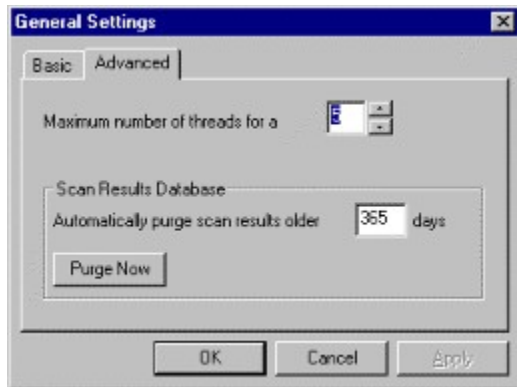 General Settings
Basic
Advanced
Maximum number of threads for a
Scan Results Database
Automatically purge scan results older 365 days
Purge Now
OK
Cancel
Apply